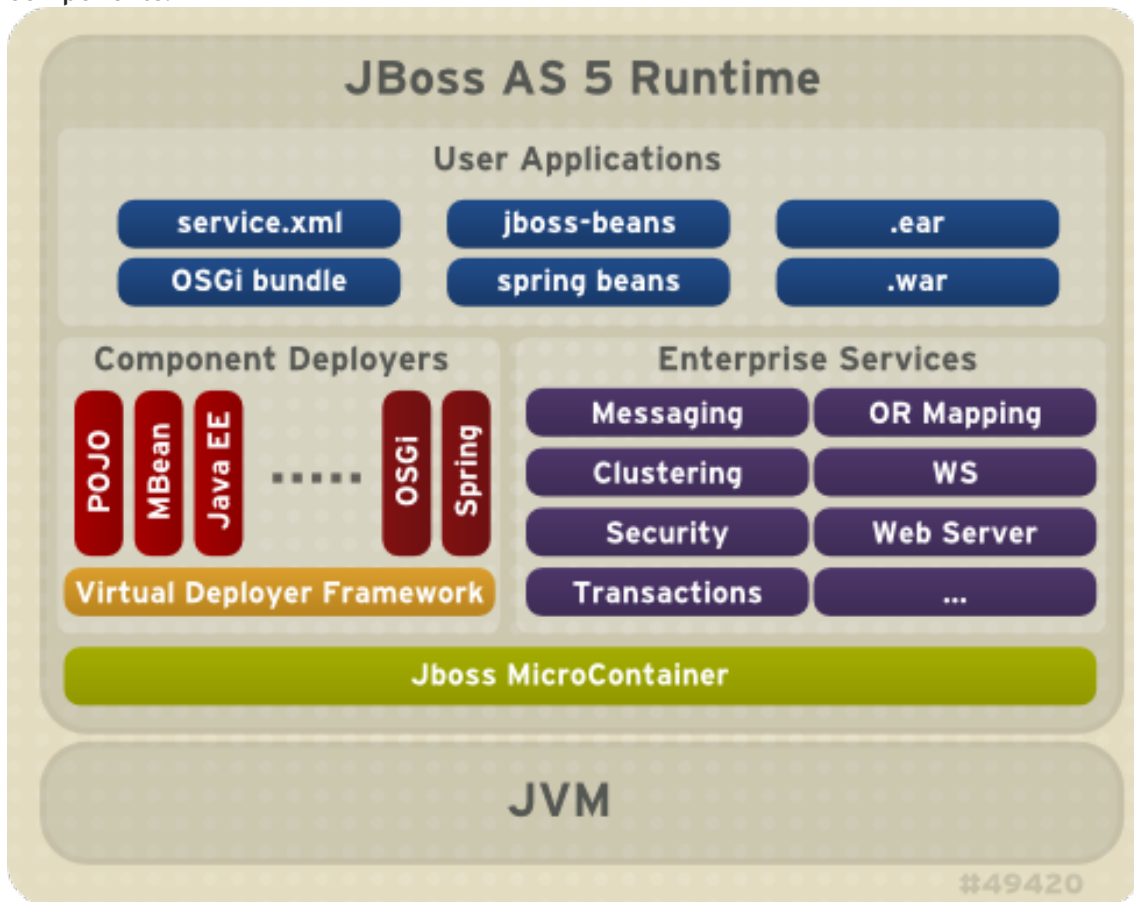 JBoss AS 5 Runtime
User Applications
service.xml
jboss-beans
.ear
OSGi bundle
spring beans
.war
Component Deployers
POJO
MBean
Java EE
.....
OSGi
Spring
Virtual Deployer Framework
Enterprise Services
Messaging
OR Mapping
Clustering
WS
Security
Web Server
Transactions
...
Jboss MicroContainer
JVM
#49420